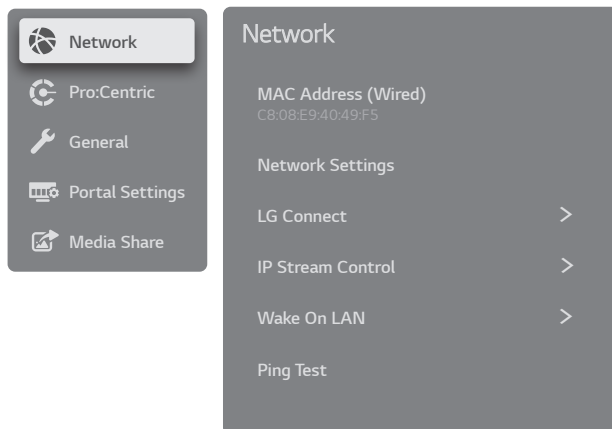 Network
Pro:Centric
General
Portal Settings
Media Share
Network
MAC Address (Wired)
C8:08:E9:40:49:F5
Network Settings
LG Connect
IP Stream Control
Wake On LAN
Ping Test